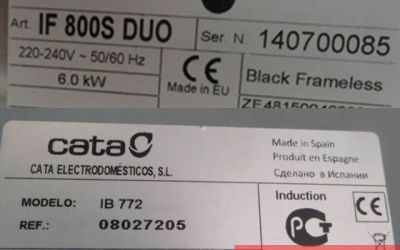 Art. IF 800S DUO Ser. N. 140700085
220-240V ~ 50/60 Hz
6.0 kW
CE
Made in EU
Black Frameless
cata
CATA ELECTRODOMÉSTICOS, S.L.
Made in Spain
Produit en Espagne
Сделано в Испании
MODELO: IB 772
REF.: 08027205
Induction
CE